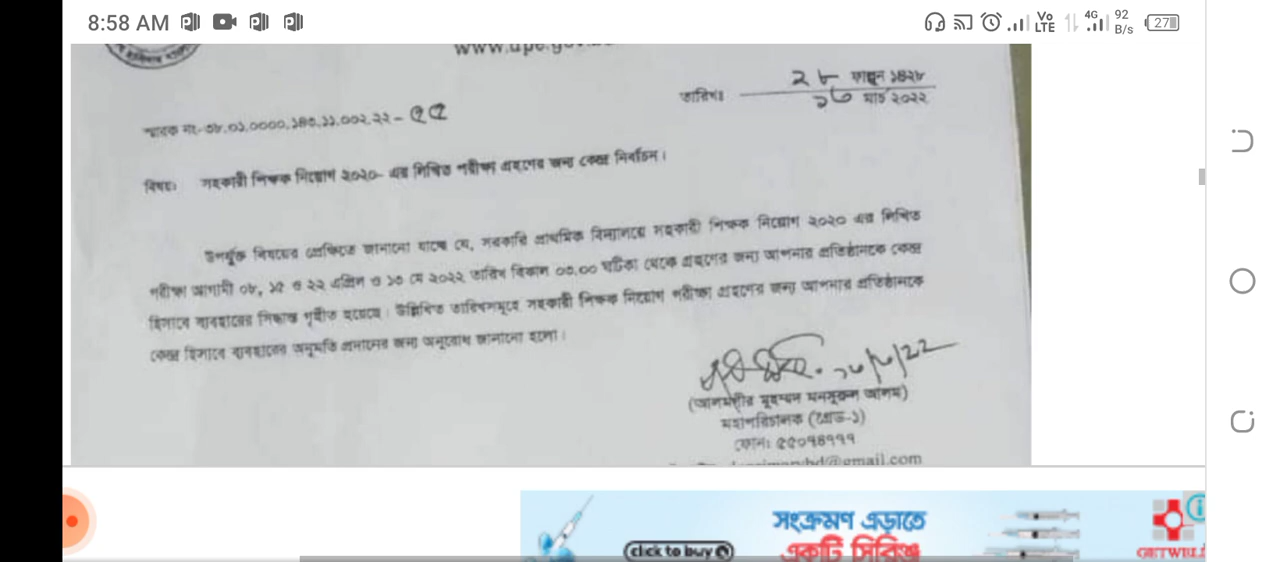 8:58 AM
Vo LTE 4G 92 B/s 27
www.dpe.go
তারিখঃ ২৮ ফাল্গুন ১৪২৮
১৩ মার্চ ২০২২
স্মারক নং-৩৮.০১.০০০০.১৪৩.১১.০০২.২২ –
বিষয়ঃ সহকারী শিক্ষক নিয়োগ ২০২০- এর লিখিত পরীক্ষা গ্রহণের জন্য কেন্দ্র নির্বাচন।
উপর্যুক্ত বিষয়ের প্রেক্ষিতে জানানো যাচ্ছে যে, সরকারি প্রাথমিক বিদ্যালয়ে সহকারী শিক্ষক নিয়োগ ২০২০ এর লিখিত
পরীক্ষা আগামী ০৮, ১৫ ও ২২ এপ্রিল ও ১৩ মে ২০২২ তারিখ বিকাল ০৩.০০ ঘটিকা থেকে গ্রহণের জন্য আপনার প্রতিষ্ঠানকে কেন্দ্র
হিসাবে ব্যবহারের সিদ্ধান্ত গৃহীত হয়েছে। উল্লিখিত তারিখসমূহে সহকারী শিক্ষক নিয়োগ পরীক্ষা গ্রহণের জন্য আপনার প্রতিষ্ঠানকে
কেন্দ্র হিসাবে ব্যবহারের অনুমতি প্রদানের জন্য অনুরোধ জানানো হলো।
(আলমগীর মুহম্মদ মনসুরুল আলম)
মহাপরিচালক (গ্রেড-১)
ফোন: ৫৫০৭৪৭৭৭
@gmail.com
সংক্রমণ এড়াতে
click to buy
একটি সিরিঞ্জ
GETWELL